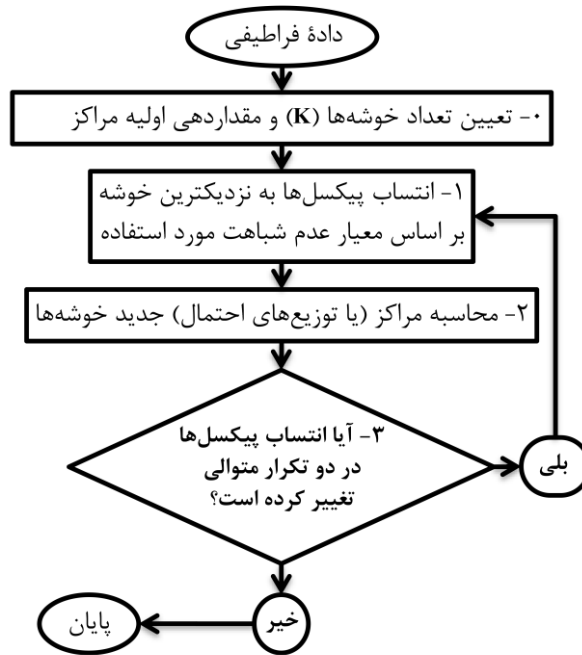 دادهٔ فراطیفی
۰- تعیین تعداد خوشه‌ها (K) و مقداردهی اولیه مراکز
۱- انتساب پیکسل‌ها به نزدیکترین خوشه
بر اساس معیار عدم شباهت مورد استفاده
۲- محاسبه مراکز (یا توزیع‌های احتمال) جدید خوشه‌ها
۳- آیا انتساب پیکسل‌ها
در دو تکرار متوالی
تغییر کرده است؟
بلی
خیر
پایان